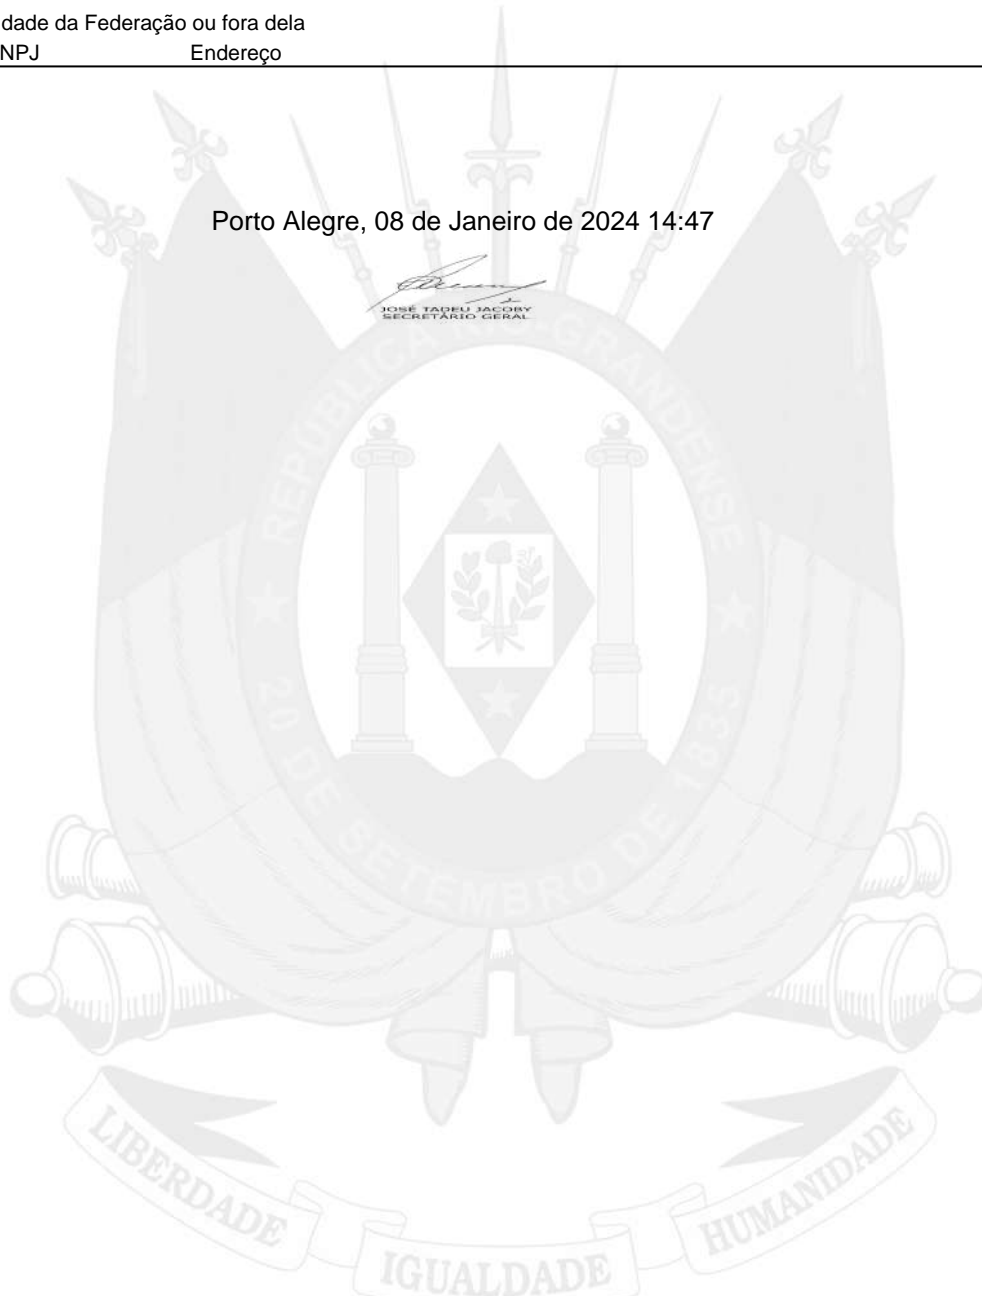 dade da Federação ou fora dela
NPJ Endereço
Porto Alegre, 08 de Janeiro de 2024 14:47
JOSÉ TADEU JACOBY
SECRETÁRIO GERAL
REPÚBLICA RIO-GRANDENSE
20 DE SETEMBRO DE 1835
LIBERDADE
IGUALDADE
HUMANIDADE